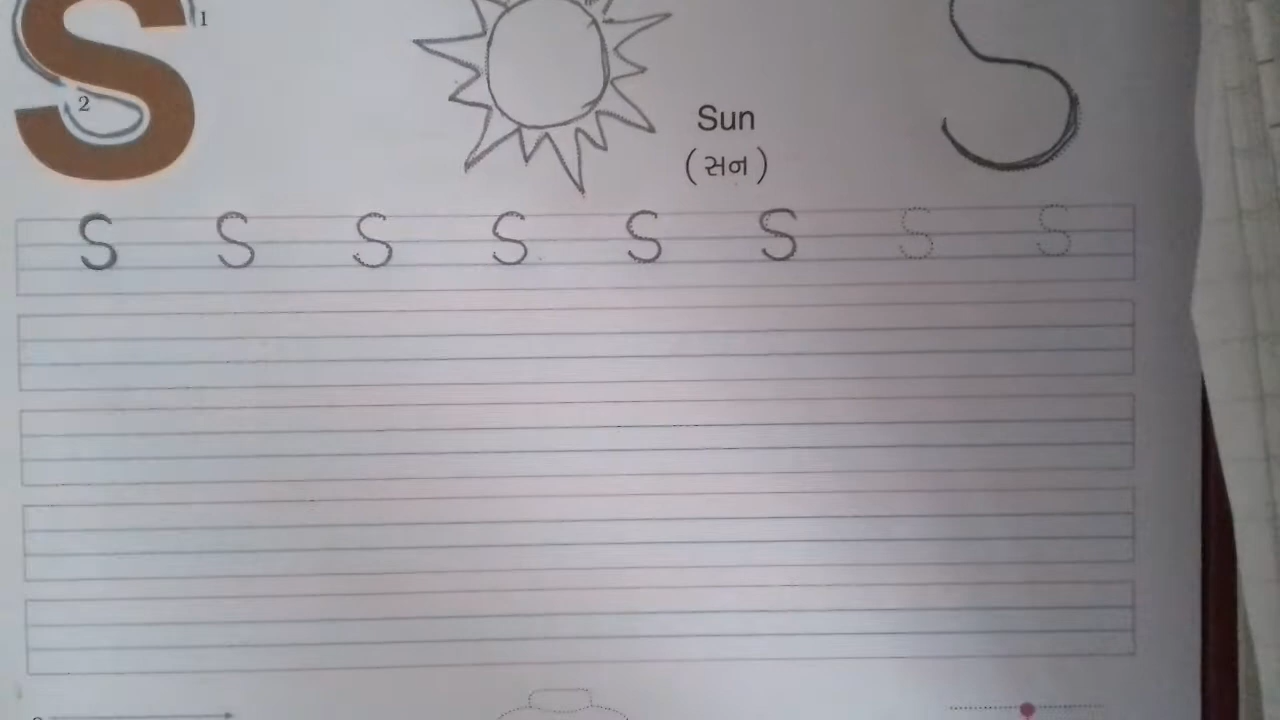 S 1
2
S
Sun
(સન)
S S S S S S S S